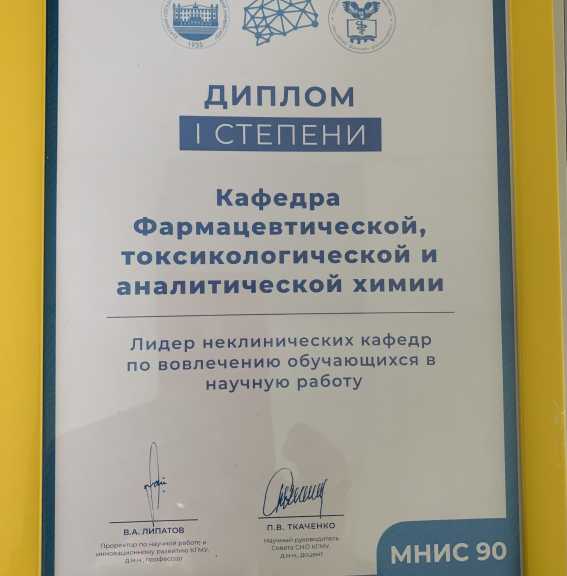 1935
ДИПЛОМ
I СТЕПЕНИ
Кафедра
Фармацевтической,
токсикологической и
аналитической химии
Лидер неклинических кафедр
по вовлечению обучающихся в
научную работу
В.А. ЛИПАТОВ
Проректор по научной работе и
инновационному развитию КГМУ,
д.м.н., профессор
П.В. ТКАЧЕНКО
Научный руководитель
Совета СНО КГМУ,
д.м.н., доцент
МНИС 90